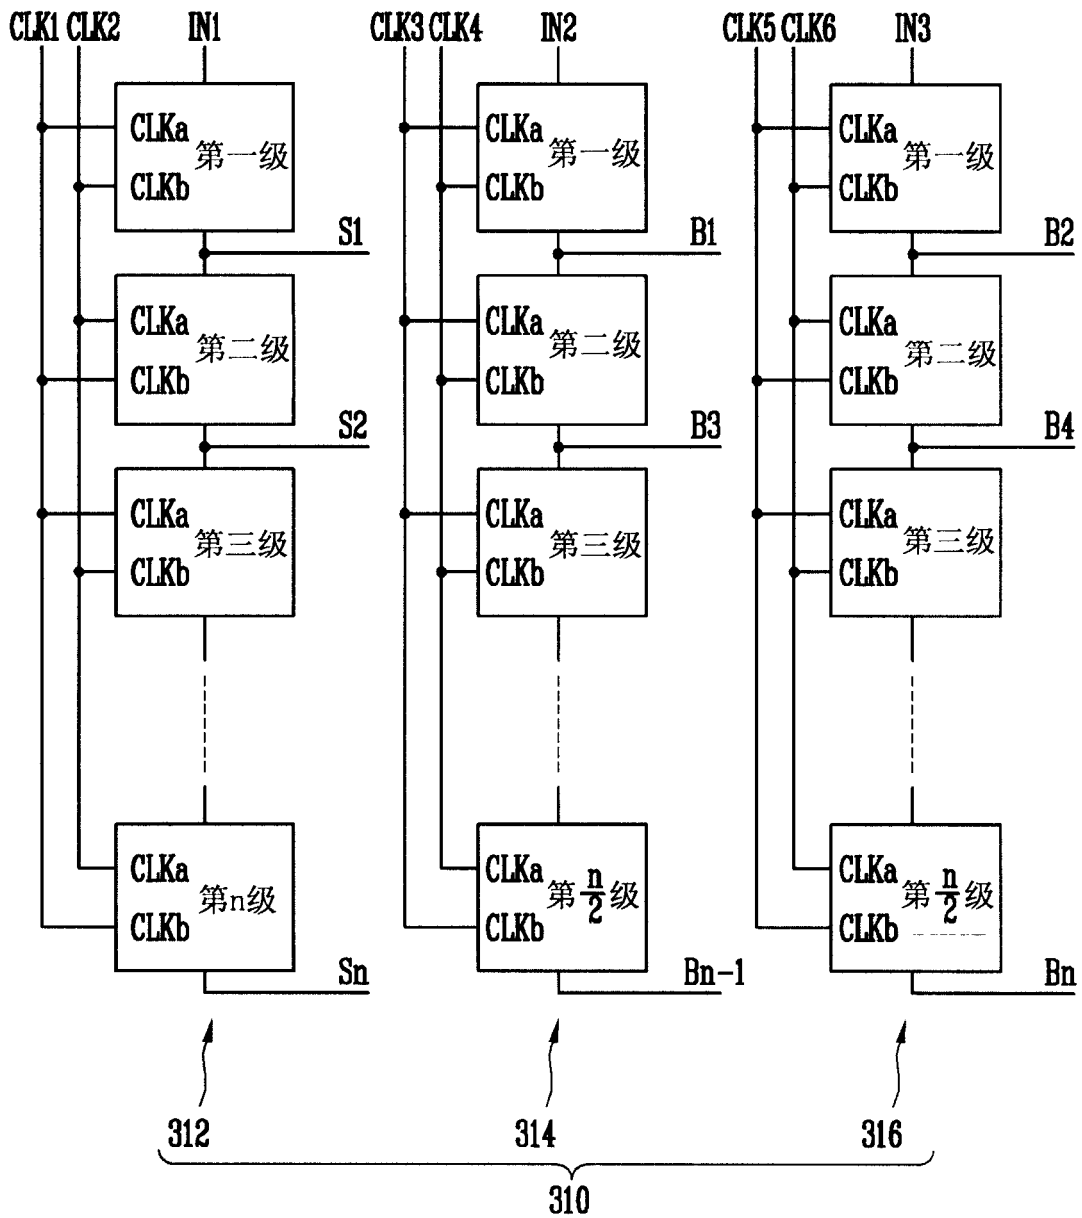 CLK1 CLK2 IN1 CLK3 CLK4 IN2 CLK5 CLK6 IN3
CLKa
第一级
CLKb
CLKa
第一级
CLKb
CLKa
第一级
CLKb
S1 B1 B2
CLKa
第二级
CLKb
CLKa
第二级
CLKb
CLKa
第二级
CLKb
S2 B3 B4
CLKa
第三级
CLKb
CLKa
第三级
CLKb
CLKa
第三级
CLKb
CLKa
第n级
CLKb
CLKa
第n/2级
CLKb
CLKa
第n/2级
CLKb
Sn Bn-1 Bn
312 314 316
310